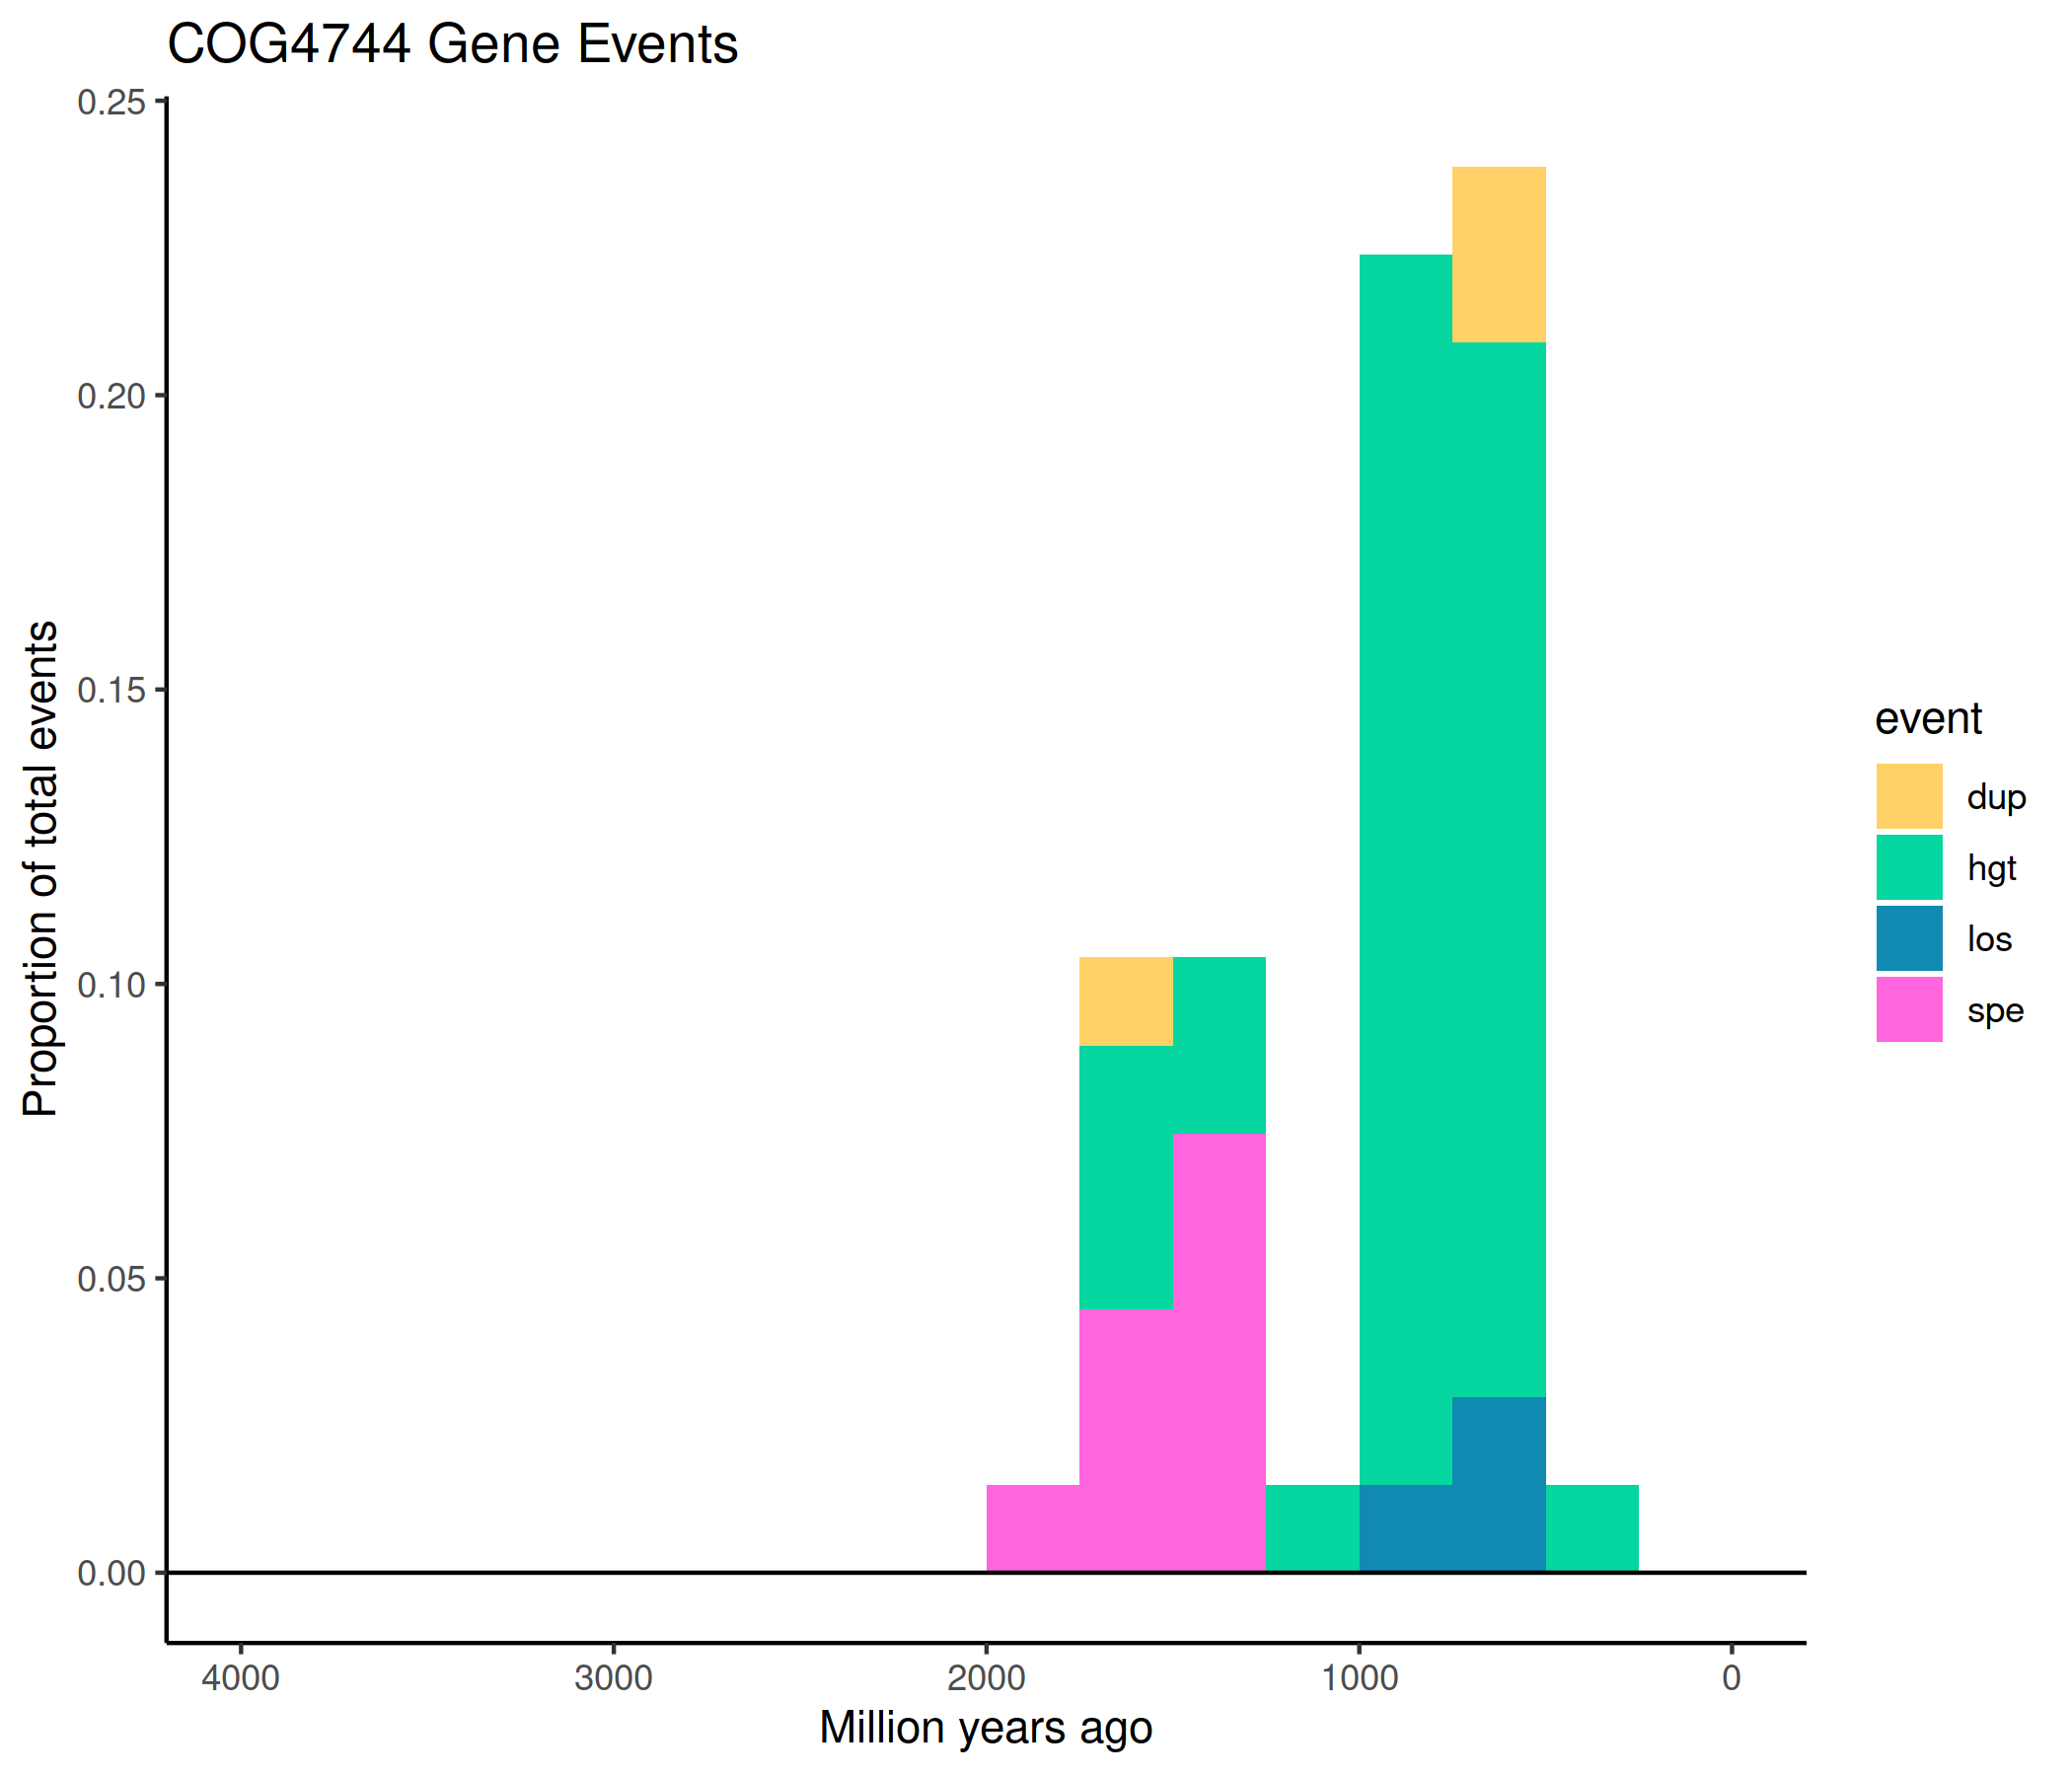 COG4744 Gene Events
0.25
0.20
0.15
0.10
0.05
0.00
Proportion of total events
4000 3000 2000 1000 0
Million years ago
event
dup
hgt
los
spe